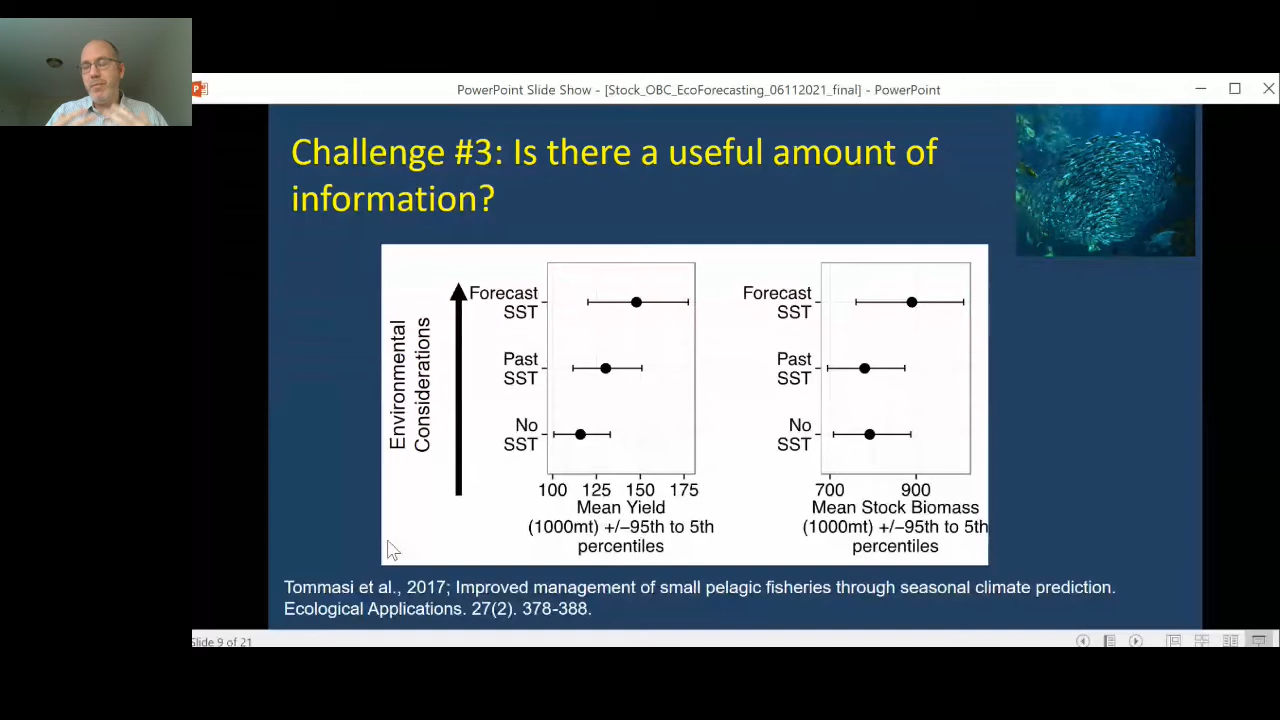 PowerPoint Slide Show - [Stock_OBC_EcoForecasting_06112021_final] - PowerPoint
Challenge #3: Is there a useful amount of
information?
Environmental
Considerations
Forecast
SST
Past
SST
No
SST
100 125 150 175
Mean Yield
(1000mt) +/−95th to 5th
percentiles
Forecast
SST
Past
SST
No
SST
700 900
Mean Stock Biomass
(1000mt) +/−95th to 5th
percentiles
Tommasi et al., 2017; Improved management of small pelagic fisheries through seasonal climate prediction.
Ecological Applications. 27(2). 378-388.
Slide 9 of 21